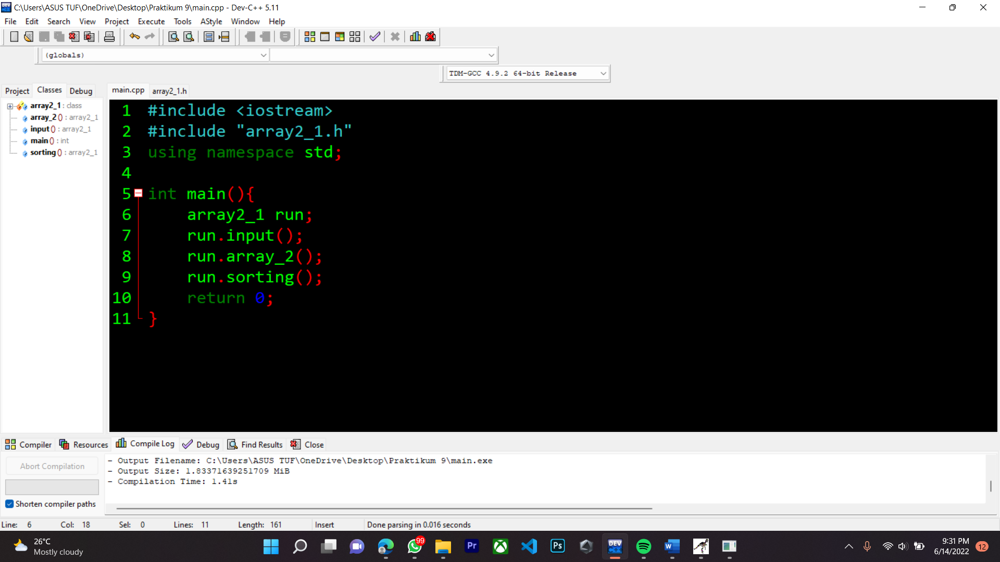 C:\Users\ASUS TUF\OneDrive\Desktop\Praktikum 9\main.cpp - Dev-C++ 5.11
File Edit Search View Project Execute Tools AStyle Window Help
(globals)
TDM-GCC 4.9.2 64-bit Release
Project Classes Debug
main.cpp array2_1.h
array2_1 : class
array_2 () : array2_1
input () : array2_1
main () : int
sorting () : array2_1
1 #include <iostream>
2 #include "array2_1.h"
3 using namespace std;
4
5 int main(){
6 array2_1 run;
7 run.input();
8 run.array_2();
9 run.sorting();
10 return 0;
11 }
Compiler Resources Compile Log Debug Find Results Close
Abort Compilation
Shorten compiler paths
- Output Filename: C:\Users\ASUS TUF\OneDrive\Desktop\Praktikum 9\main.exe
- Output Size: 1.83371639251709 MiB
- Compilation Time: 1.41s
Line: 6 Col: 18 Sel: 0 Lines: 11 Length: 161 Insert Done parsing in 0.016 seconds
26°C
Mostly cloudy
99
Pr
Ps
DEV
C++
W
9:31 PM
6/14/2022
12